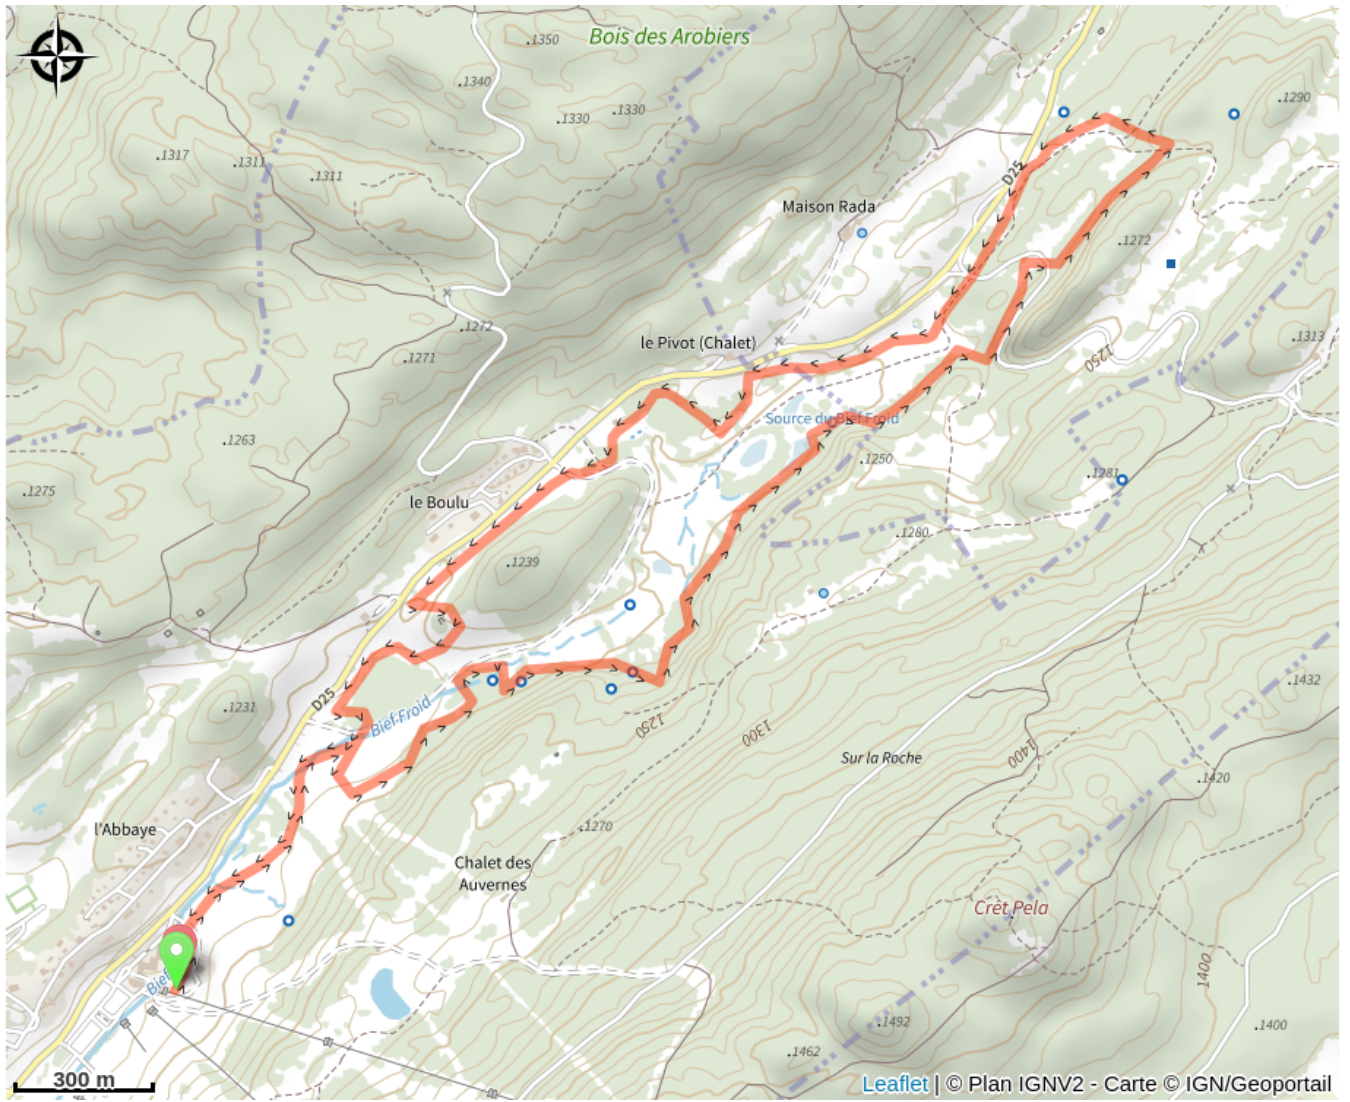 Bois des Arobiers
.1350
.1340
.1330
.1330
.1290
.1317
.1311
.1311
D25
Maison Rada
.1272
.1272
le Pivot (Chalet)
.1271
1250
.1313
Source du Bief Froid
.1263
.1250
.1281
.1275
le Boulu
.1280
.1239
.1432
D25
.1231
Bief Froid
1250
1300
1400
Sur la Roche
.1420
l'Abbaye
.1270
Chalet des
Auvernes
Crêt Pela
1400
Bief
.1492
.1400
.1462
300 m
Leaflet | © Plan IGNV2 - Carte © IGN/Geoportail